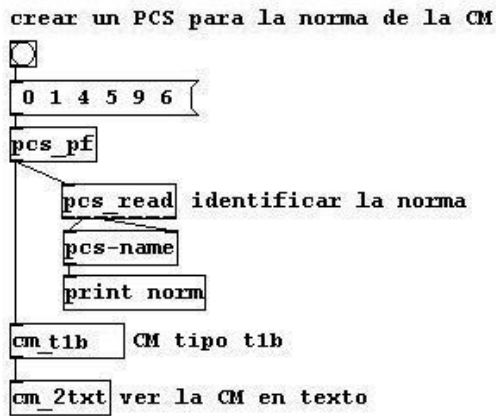 crear un PCS para la norma de la CM
0 1 4 5 9 6
pcs_pf
pcs_read identificar la norma
pcs-name
print norm
cm_t1b CM tipo t1b
cm_2txt ver la CM en texto